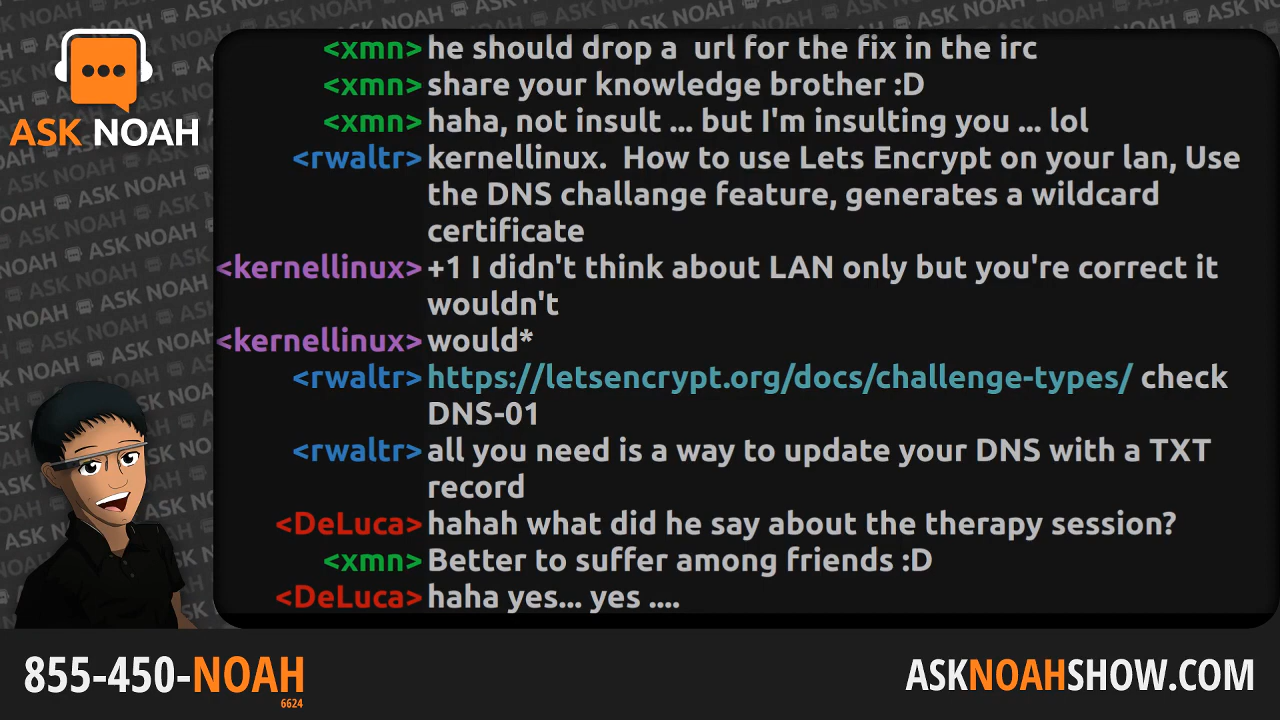 ASK NOAH
<xmn> he should drop a  url for the fix in the irc
<xmn> share your knowledge brother :D
<xmn> haha, not insult ... but I'm insulting you ... lol
<rwaltr> kernellinux.  How to use Lets Encrypt on your lan, Use
the DNS challange feature, generates a wildcard
certificate
<kernellinux> +1 I didn't think about LAN only but you're correct it
wouldn't
<kernellinux> would*
<rwaltr> https://letsencrypt.org/docs/challenge-types/ check
DNS-01
<rwaltr> all you need is a way to update your DNS with a TXT
record
<DeLuca> hahah what did he say about the therapy session?
<xmn> Better to suffer among friends :D
<DeLuca> haha yes... yes ....
855-450-NOAH
6624
ASKNOAHSHOW.COM